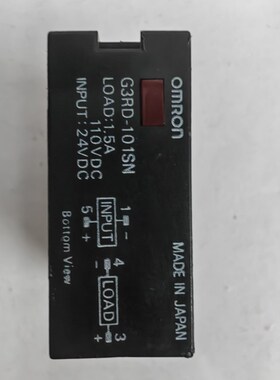 OMRON
G3RD-101SN
LOAD:1.5A
110VDC
INPUT:24VDC
1 -
INPUT
5 +
- 4
LOAD
+ 3
Bottom View
MADE IN JAPAN